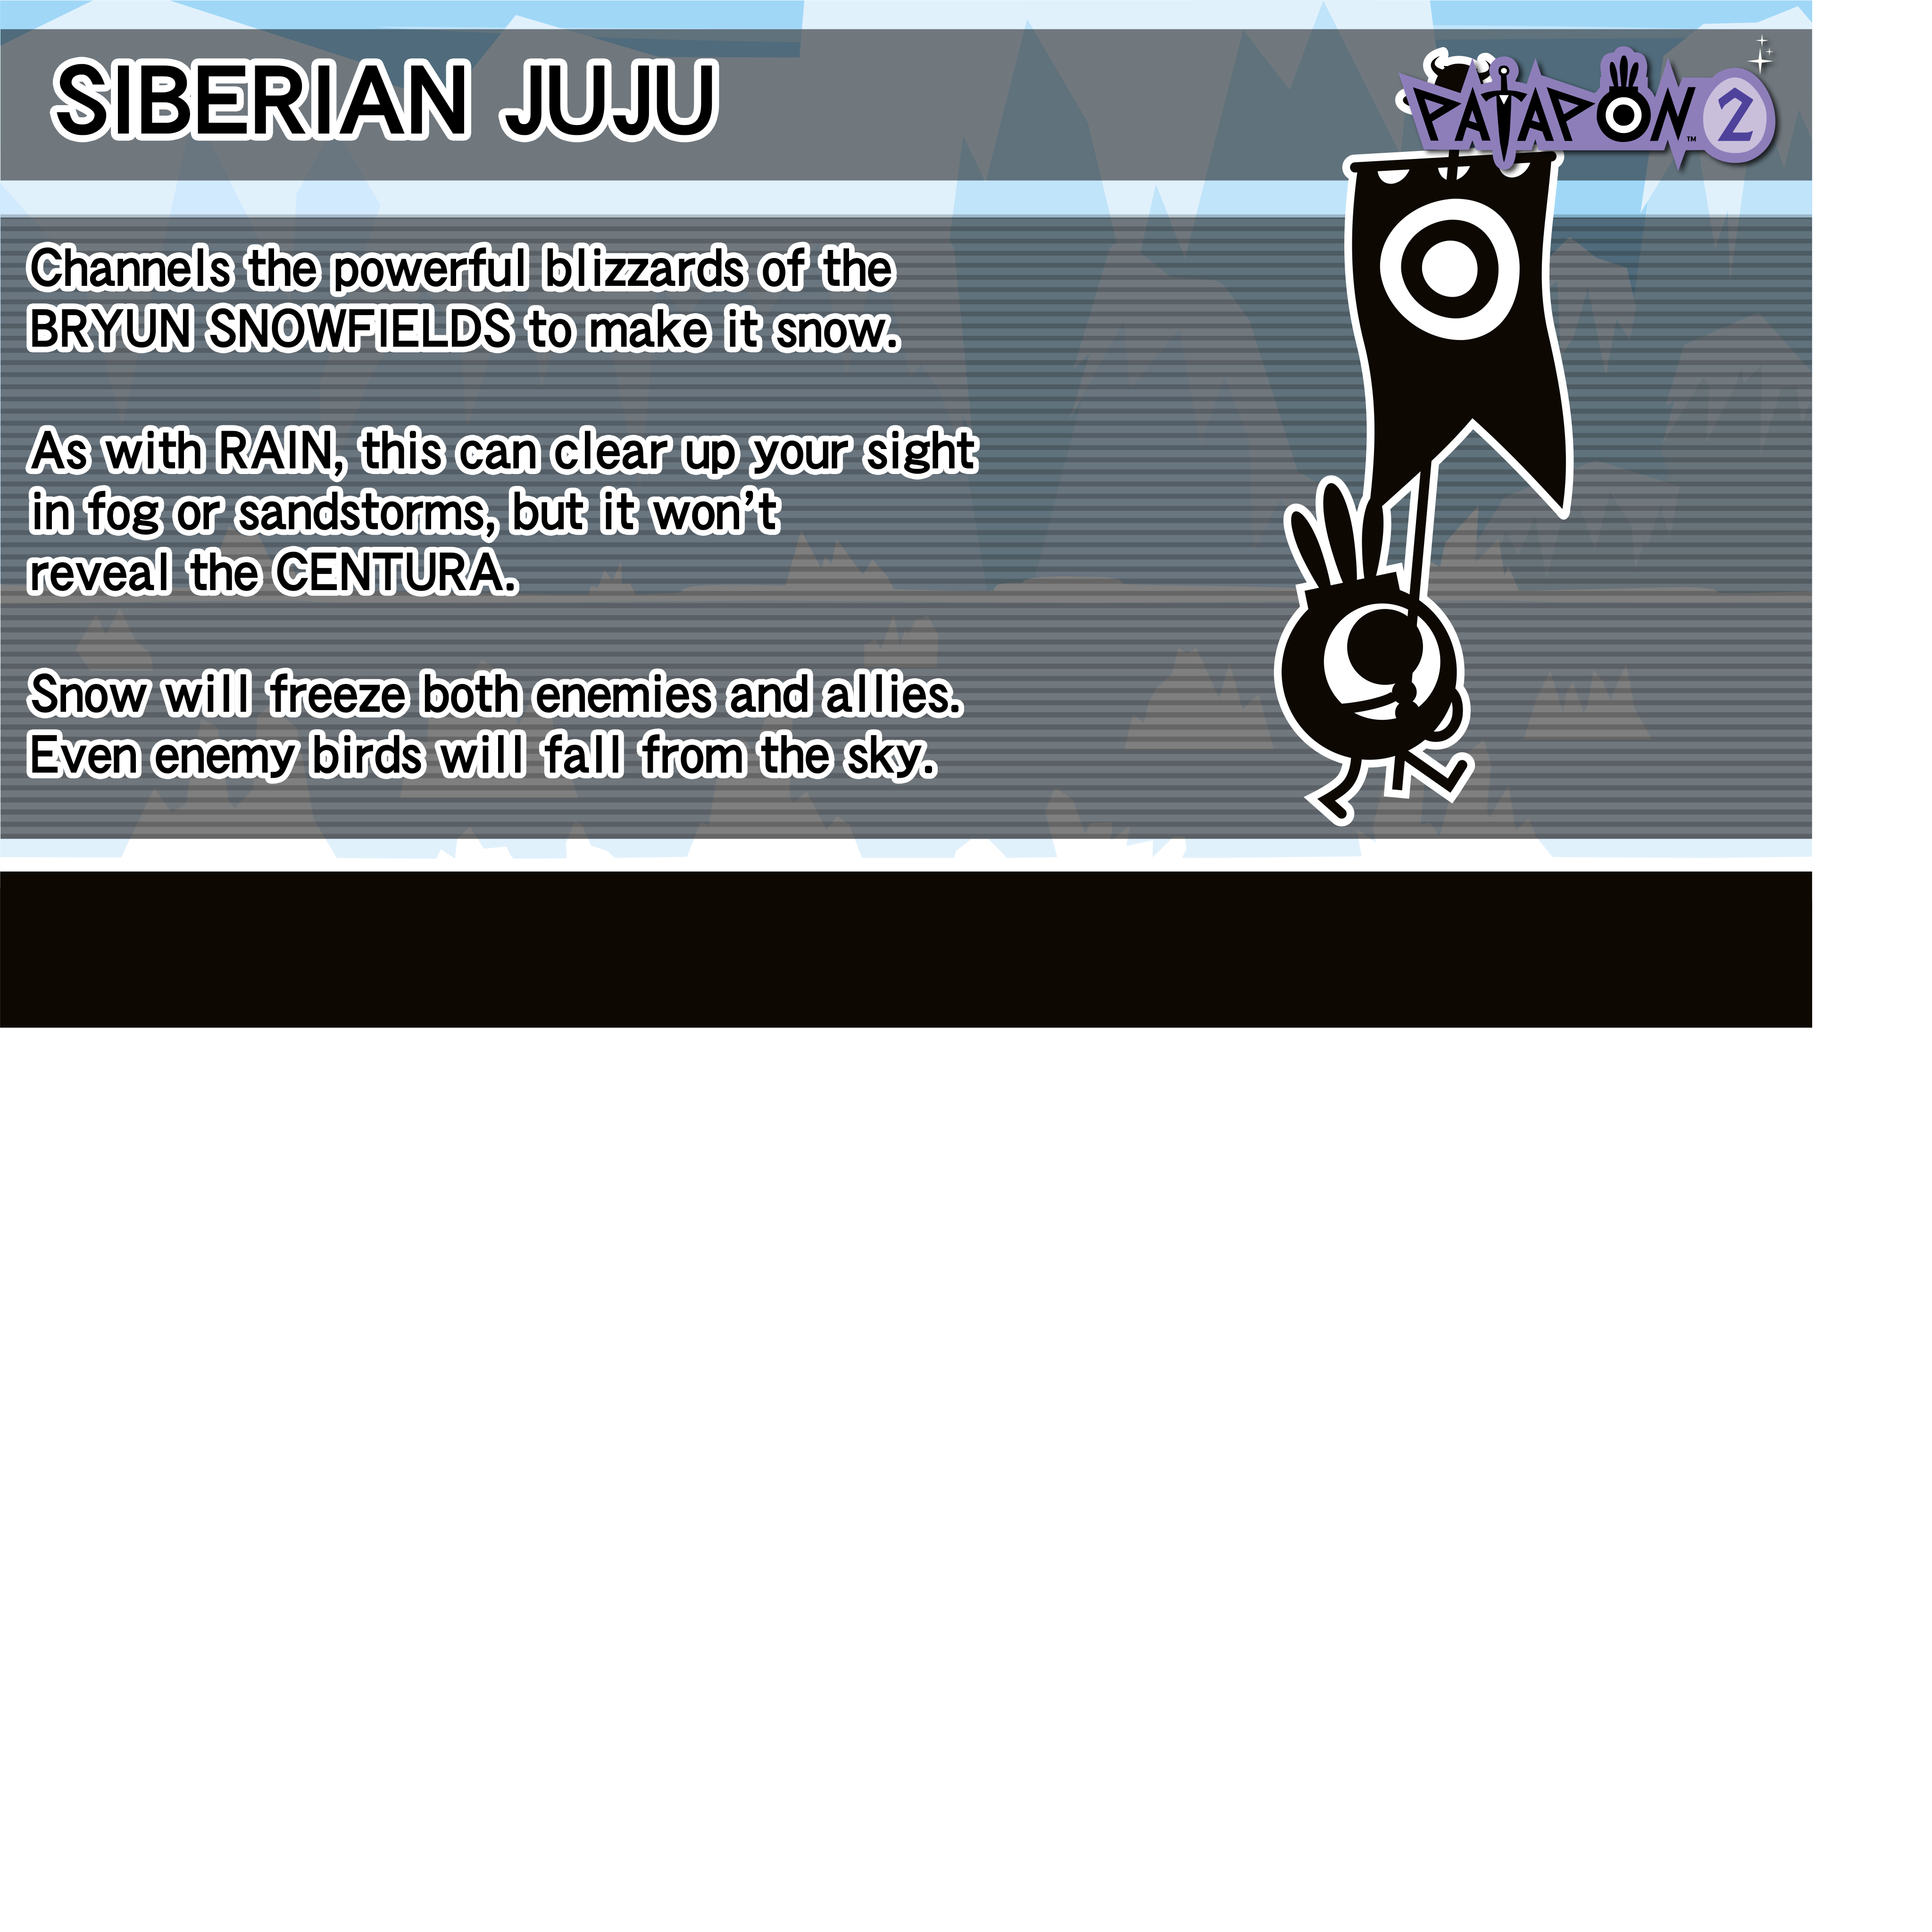 SIBERIAN JUJU
PATAPON™ 2
Channels the powerful blizzards of the
BRYUN SNOWFIELDS to make it snow.
As with RAIN, this can clear up your sight
in fog or sandstorms, but it won't
reveal the CENTURA.
Snow will freeze both enemies and allies.
Even enemy birds will fall from the sky.